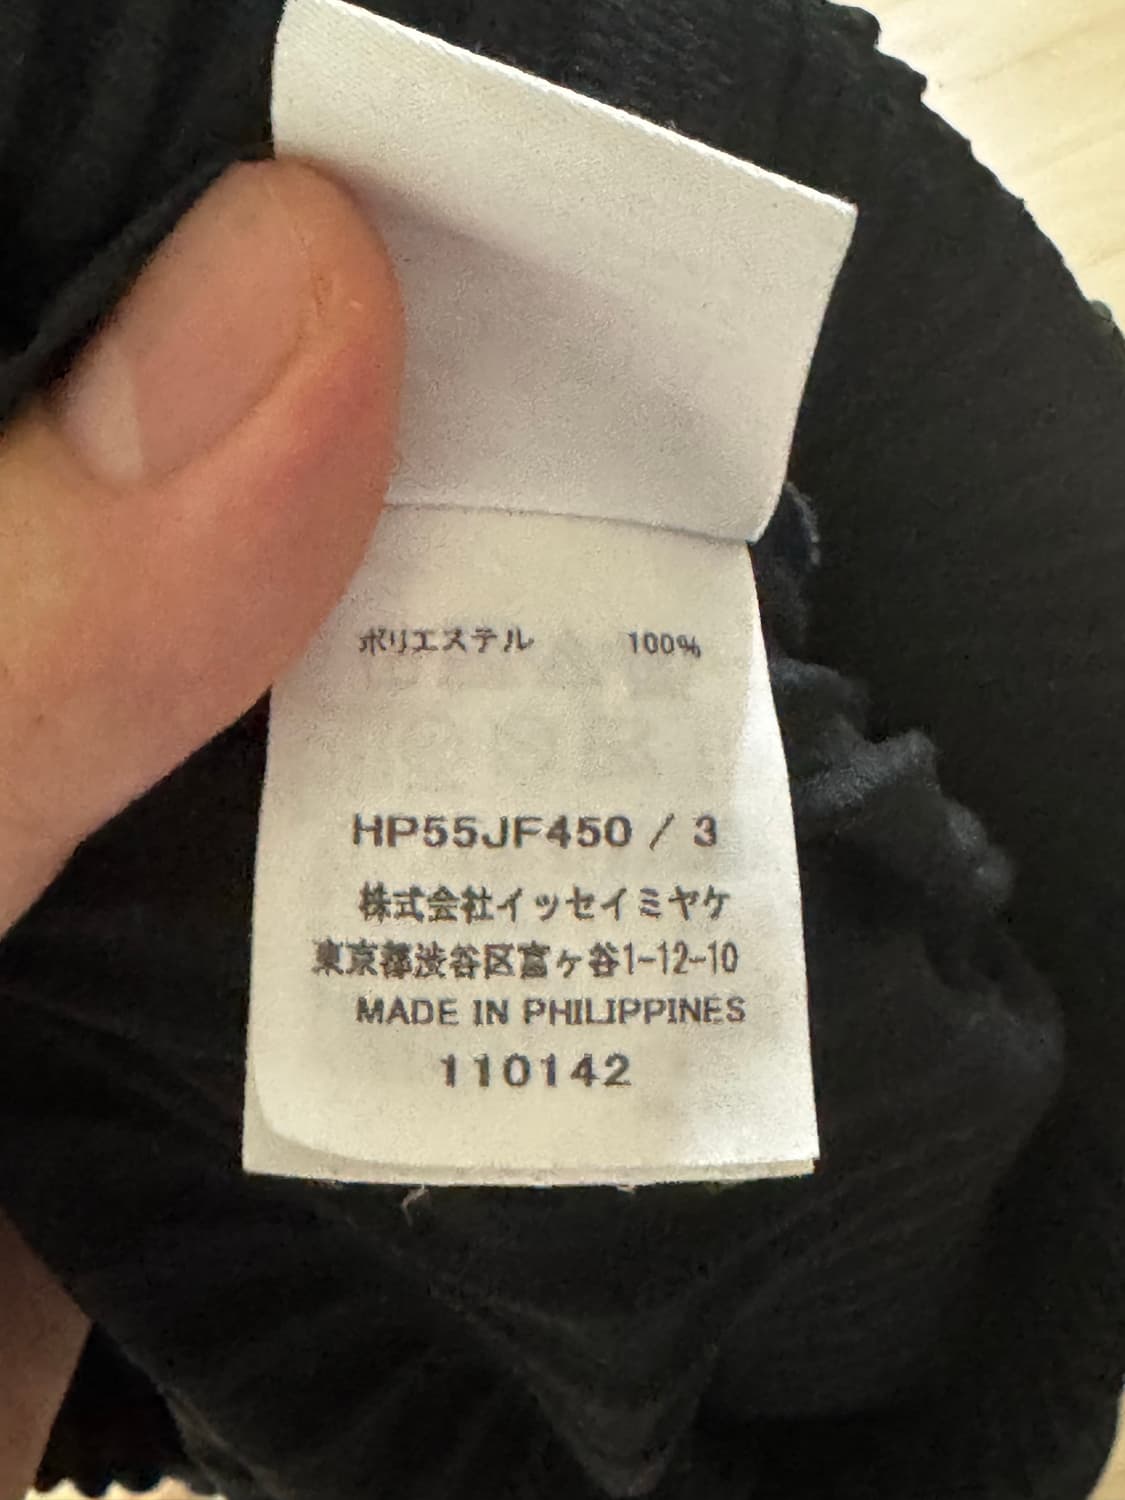 ポリエステル 100%
HP55JF450 / 3
株式会社イッセイミヤケ
東京都渋谷区富ヶ谷1-12-10
MADE IN PHILIPPINES
110142